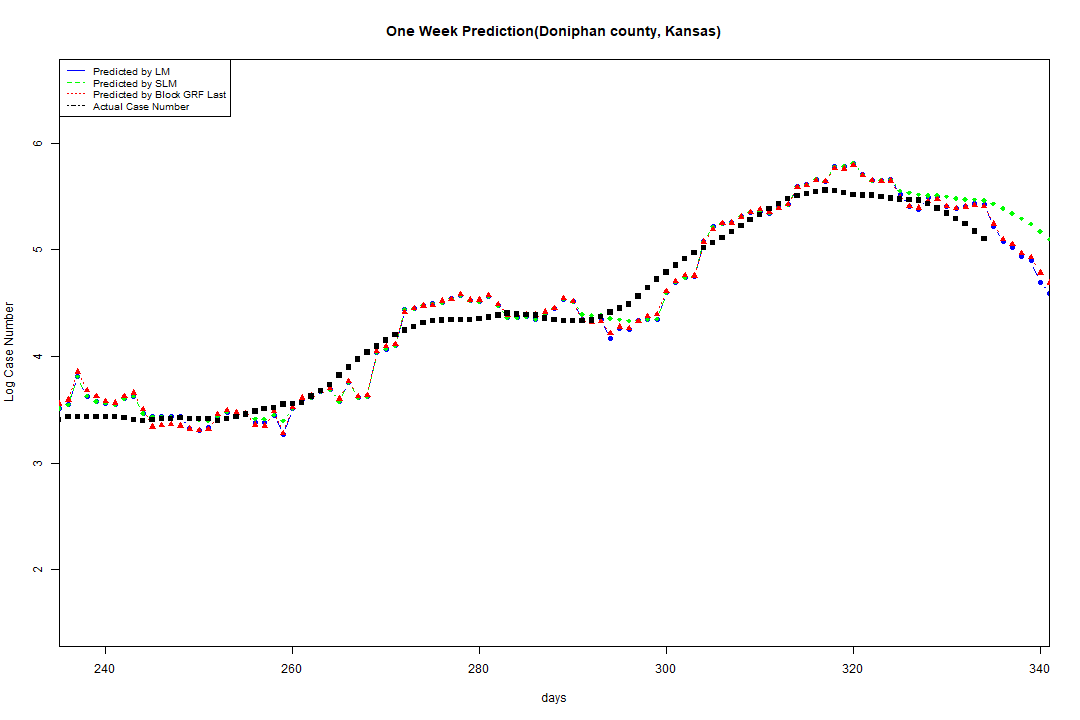 One Week Prediction(Doniphan county, Kansas)
Predicted by LM
Predicted by SLM
Predicted by Block GRF Last
Actual Case Number
6
5
4
3
2
Log Case Number
240 260 280 300 320 340
days